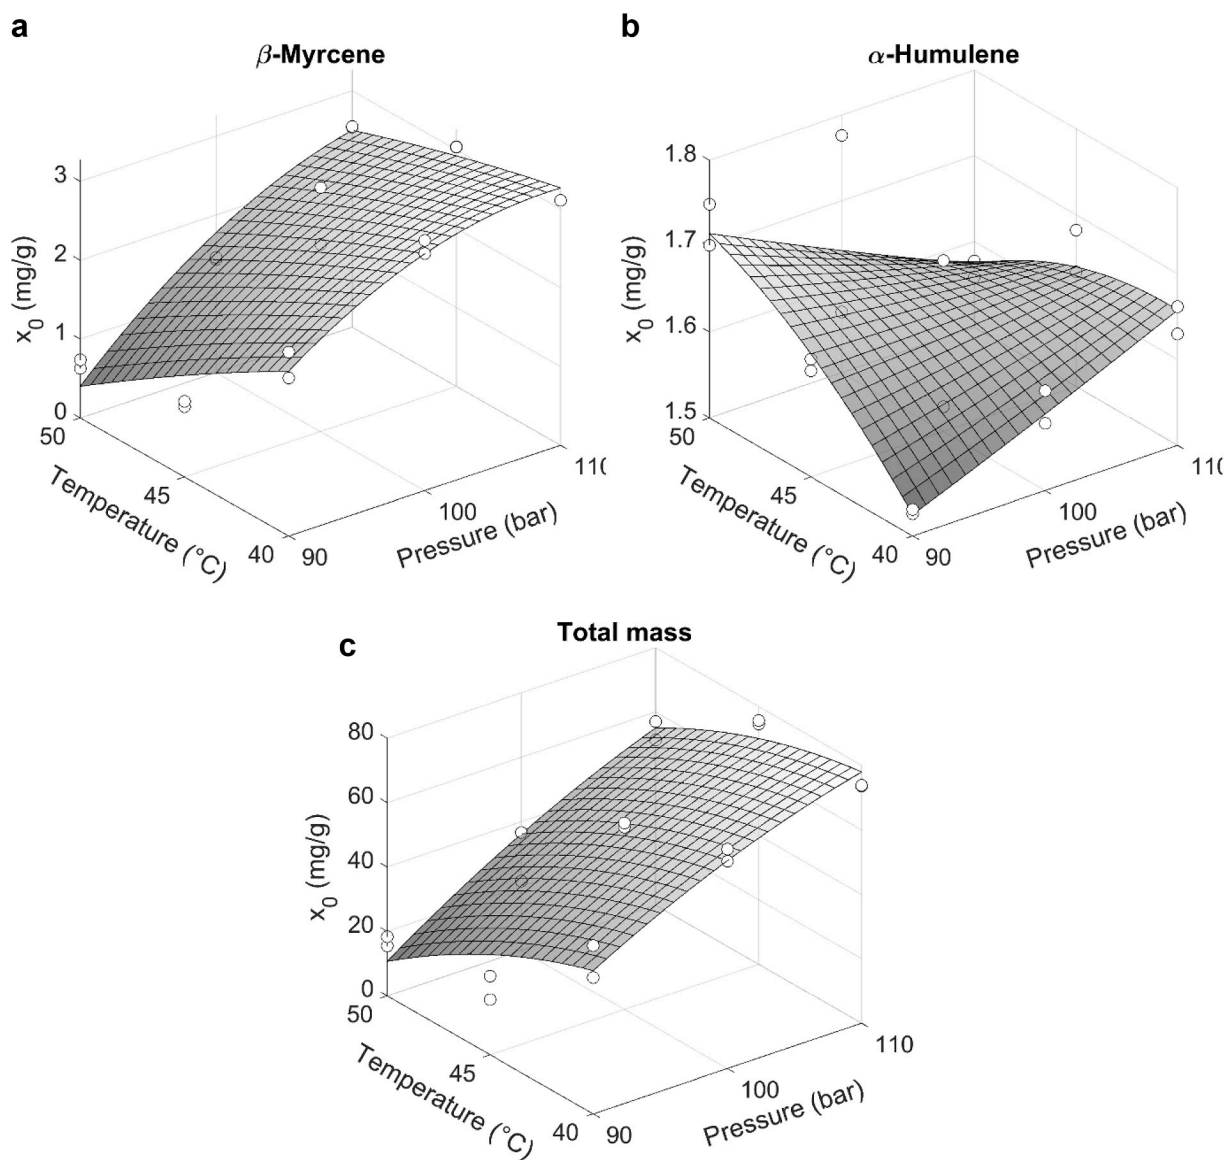 a
β-Myrcene
3
2
1
0
x0 (mg/g)
50
45
40
Temperature (°C)
90
100
110
Pressure (bar)
b
α-Humulene
1.8
1.7
1.6
1.5
x0 (mg/g)
50
45
40
Temperature (°C)
90
100
110
Pressure (bar)
c
Total mass
80
60
40
20
0
x0 (mg/g)
50
45
40
Temperature (°C)
90
100
110
Pressure (bar)